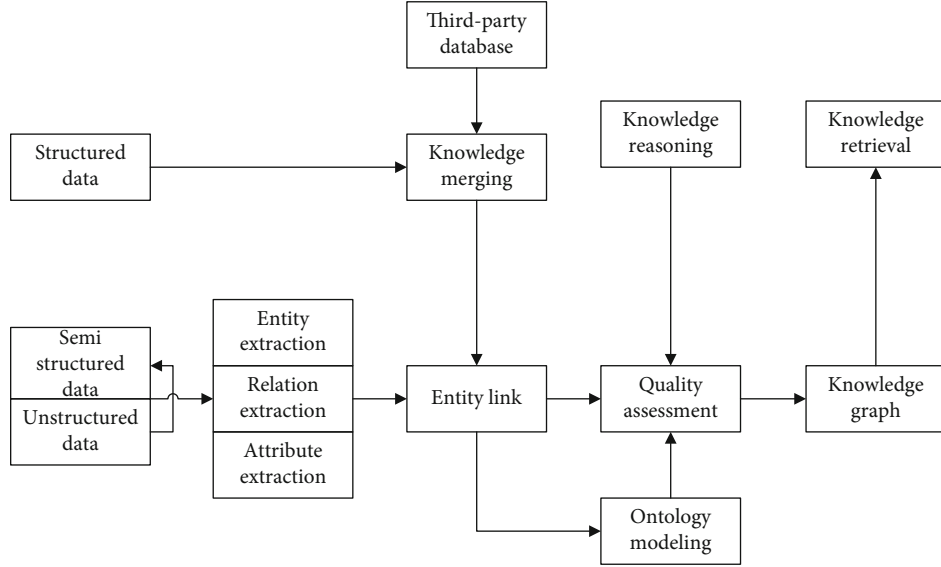 Third-party
database
Structured
data
Knowledge
merging
Knowledge
reasoning
Knowledge
retrieval
Semi
structured
data
Unstructured
data
Entity
extraction
Relation
extraction
Attribute
extraction
Entity link
Quality
assessment
Knowledge
graph
Ontology
modeling